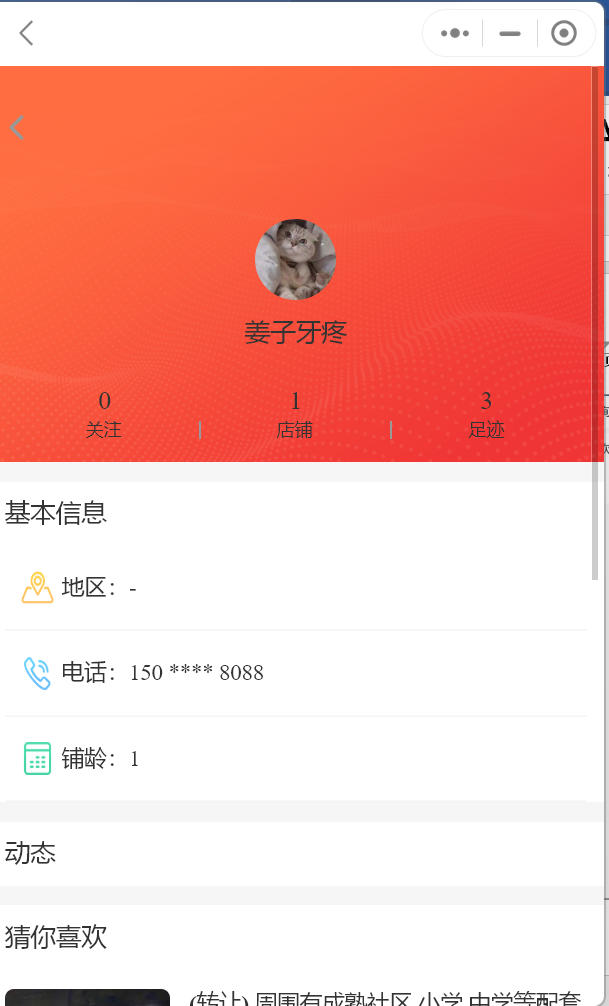 姜子牙疼
0 1 3
关注 店铺 足迹
基本信息
地区：-
电话：150 **** 8088
铺龄：1
动态
猜你喜欢
(转让) 周围有成熟社区 小学 中学等配套